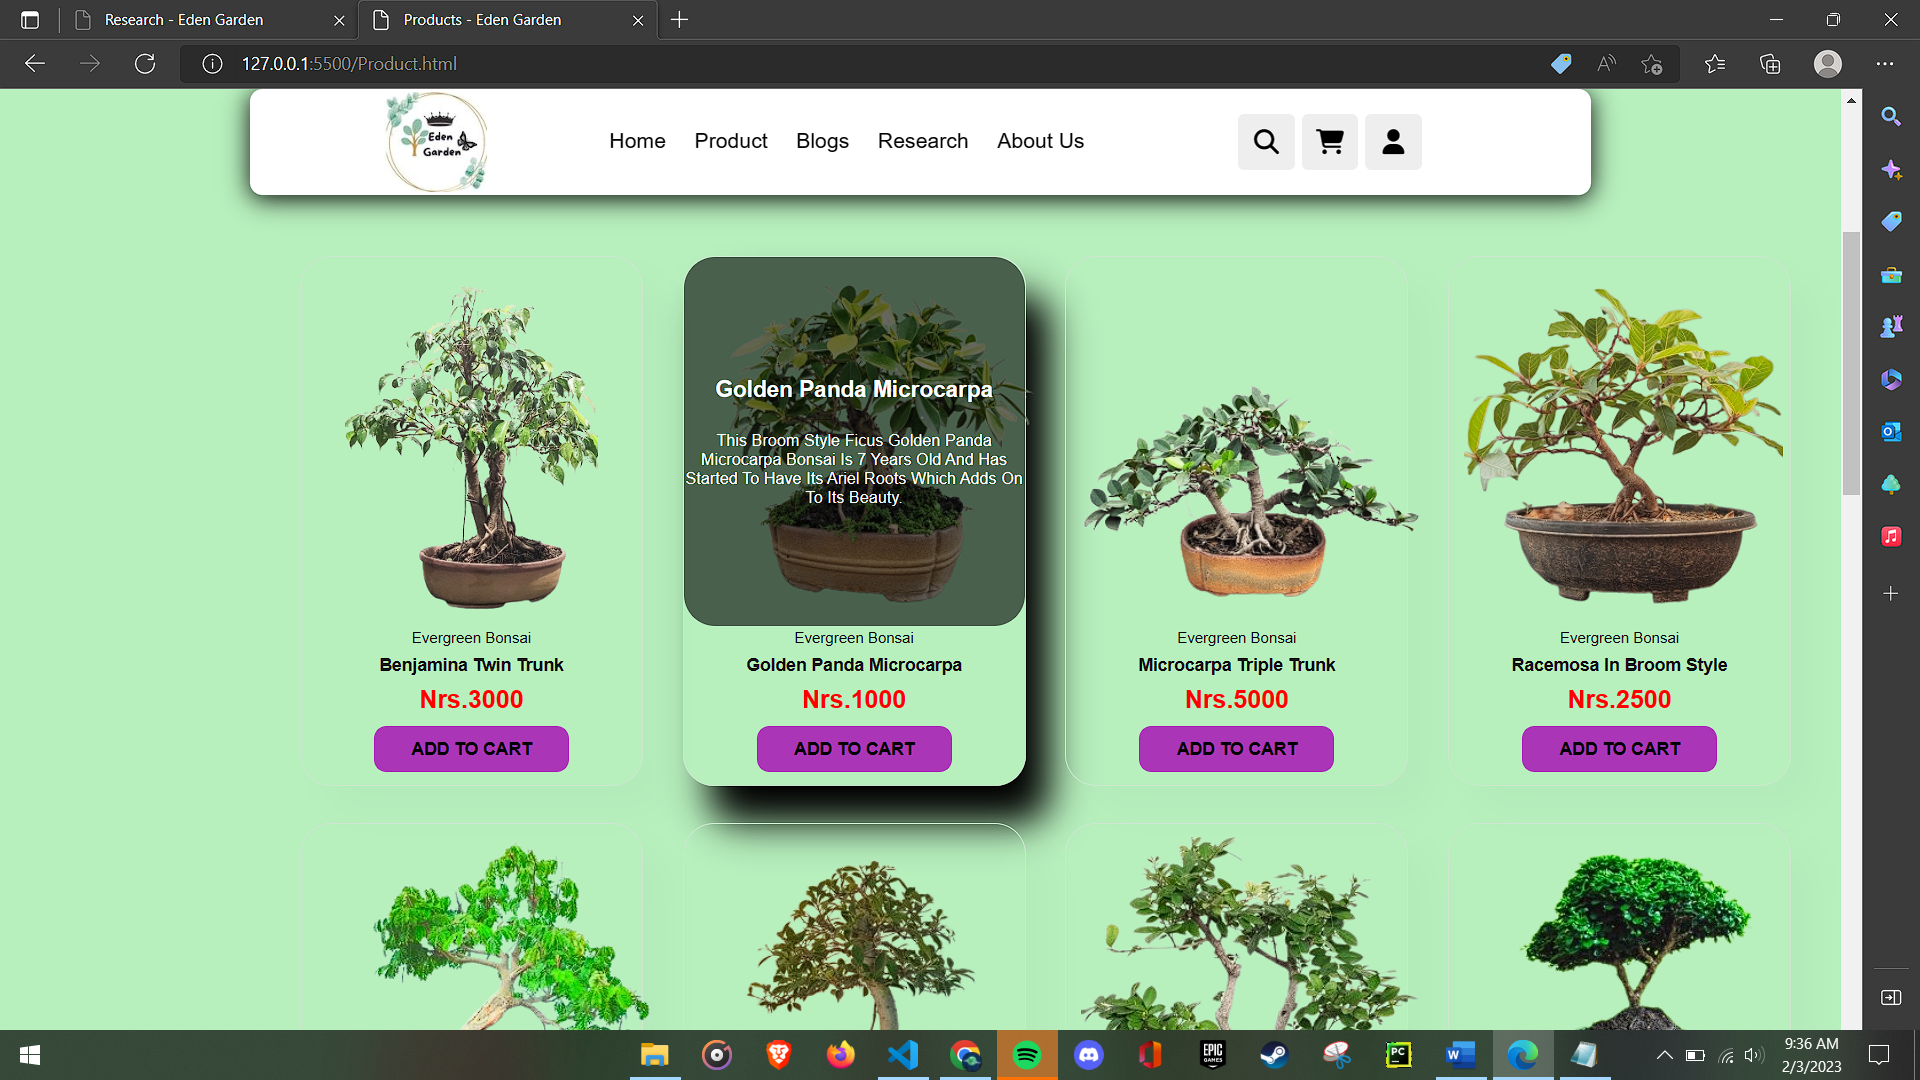 Research - Eden Garden
Products - Eden Garden
127.0.0.1:5500/Product.html
Eden
Garden
Home
Product
Blogs
Research
About Us
Golden Panda Microcarpa
This Broom Style Ficus Golden Panda
Microcarpa Bonsai Is 7 Years Old And Has
Started To Have Its Ariel Roots Which Adds On
To Its Beauty.
Evergreen Bonsai
Benjamina Twin Trunk
Nrs.3000
ADD TO CART
Evergreen Bonsai
Golden Panda Microcarpa
Nrs.1000
ADD TO CART
Evergreen Bonsai
Microcarpa Triple Trunk
Nrs.5000
ADD TO CART
Evergreen Bonsai
Racemosa In Broom Style
Nrs.2500
ADD TO CART
EPIC
GAMES
PC
W
9:36 AM
2/3/2023